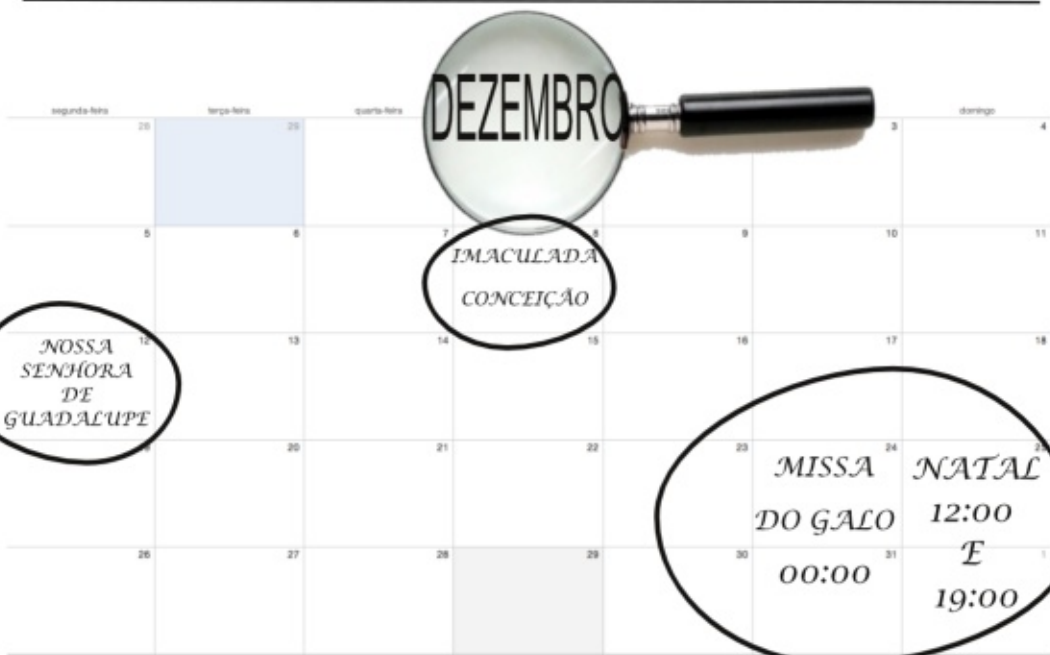 DEZEMBRO
segunda-feira terça-feira quarta-feira domingo
28 29 3 4
5 6 7 8 9 10 11
IMACULADA
CONCEIÇÃO
12 13 14 15 16 17 18
NOSSA
SENHORA
DE
GUADALUPE
20 21 22 23 24 25
MISSA
DO GALO
00:00
NATAL
12:00
E
19:00
26 27 28 29 30 31 1